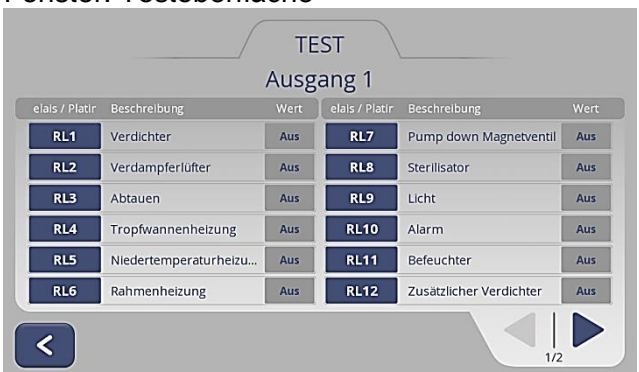 Fenster: Testoberfläche
TEST
Ausgang 1
elais / Platir Beschreibung Wert elais / Platir Beschreibung Wert
RL1 Verdichter Aus RL7 Pump down Magnetventil Aus
RL2 Verdampferlüfter Aus RL8 Sterilisator Aus
RL3 Abtauen Aus RL9 Licht Aus
RL4 Tropfwannenheizung Aus RL10 Alarm Aus
RL5 Niedertemperaturheizu... Aus RL11 Befeuchter Aus
RL6 Rahmenheizung Aus RL12 Zusätzlicher Verdichter Aus
1/2